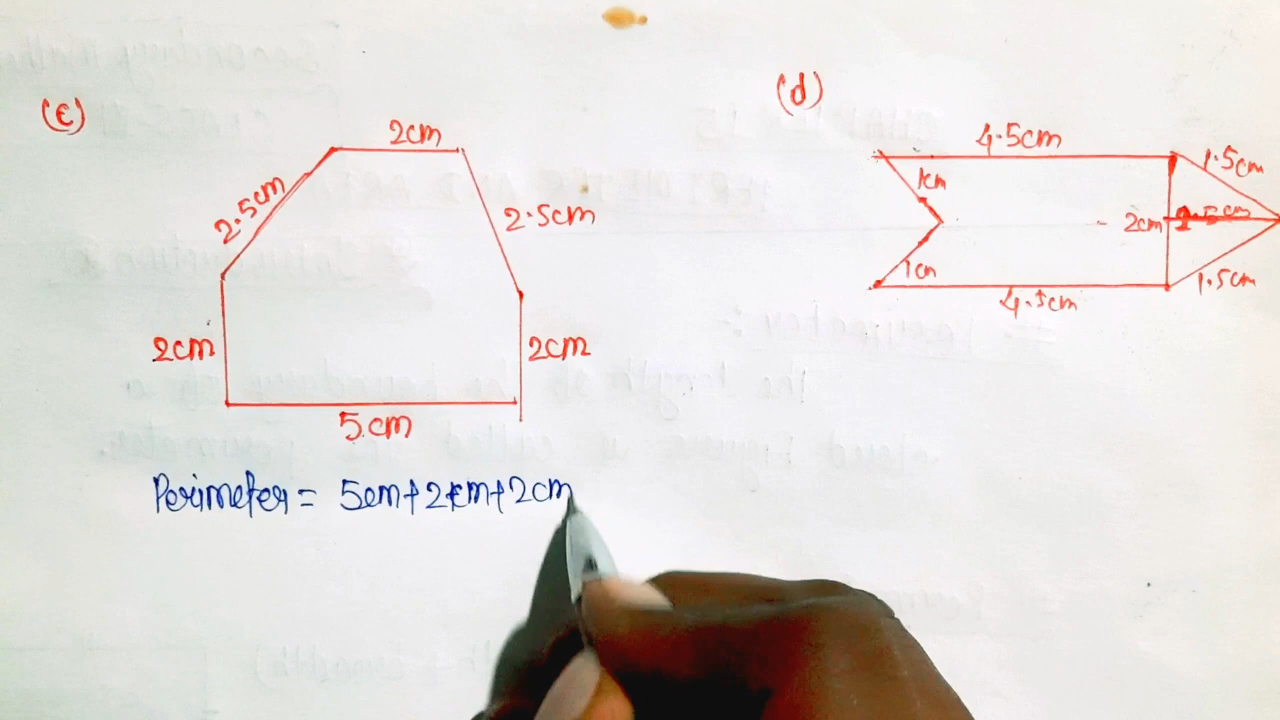 (c)
2cm
2.5cm
2.5cm
2cm
2cm
5cm
Perimeter = 5cm+2cm+2cm
(d)
4.5cm
1.5cm
1cm
2cm
1cm
1.5cm
4.5cm